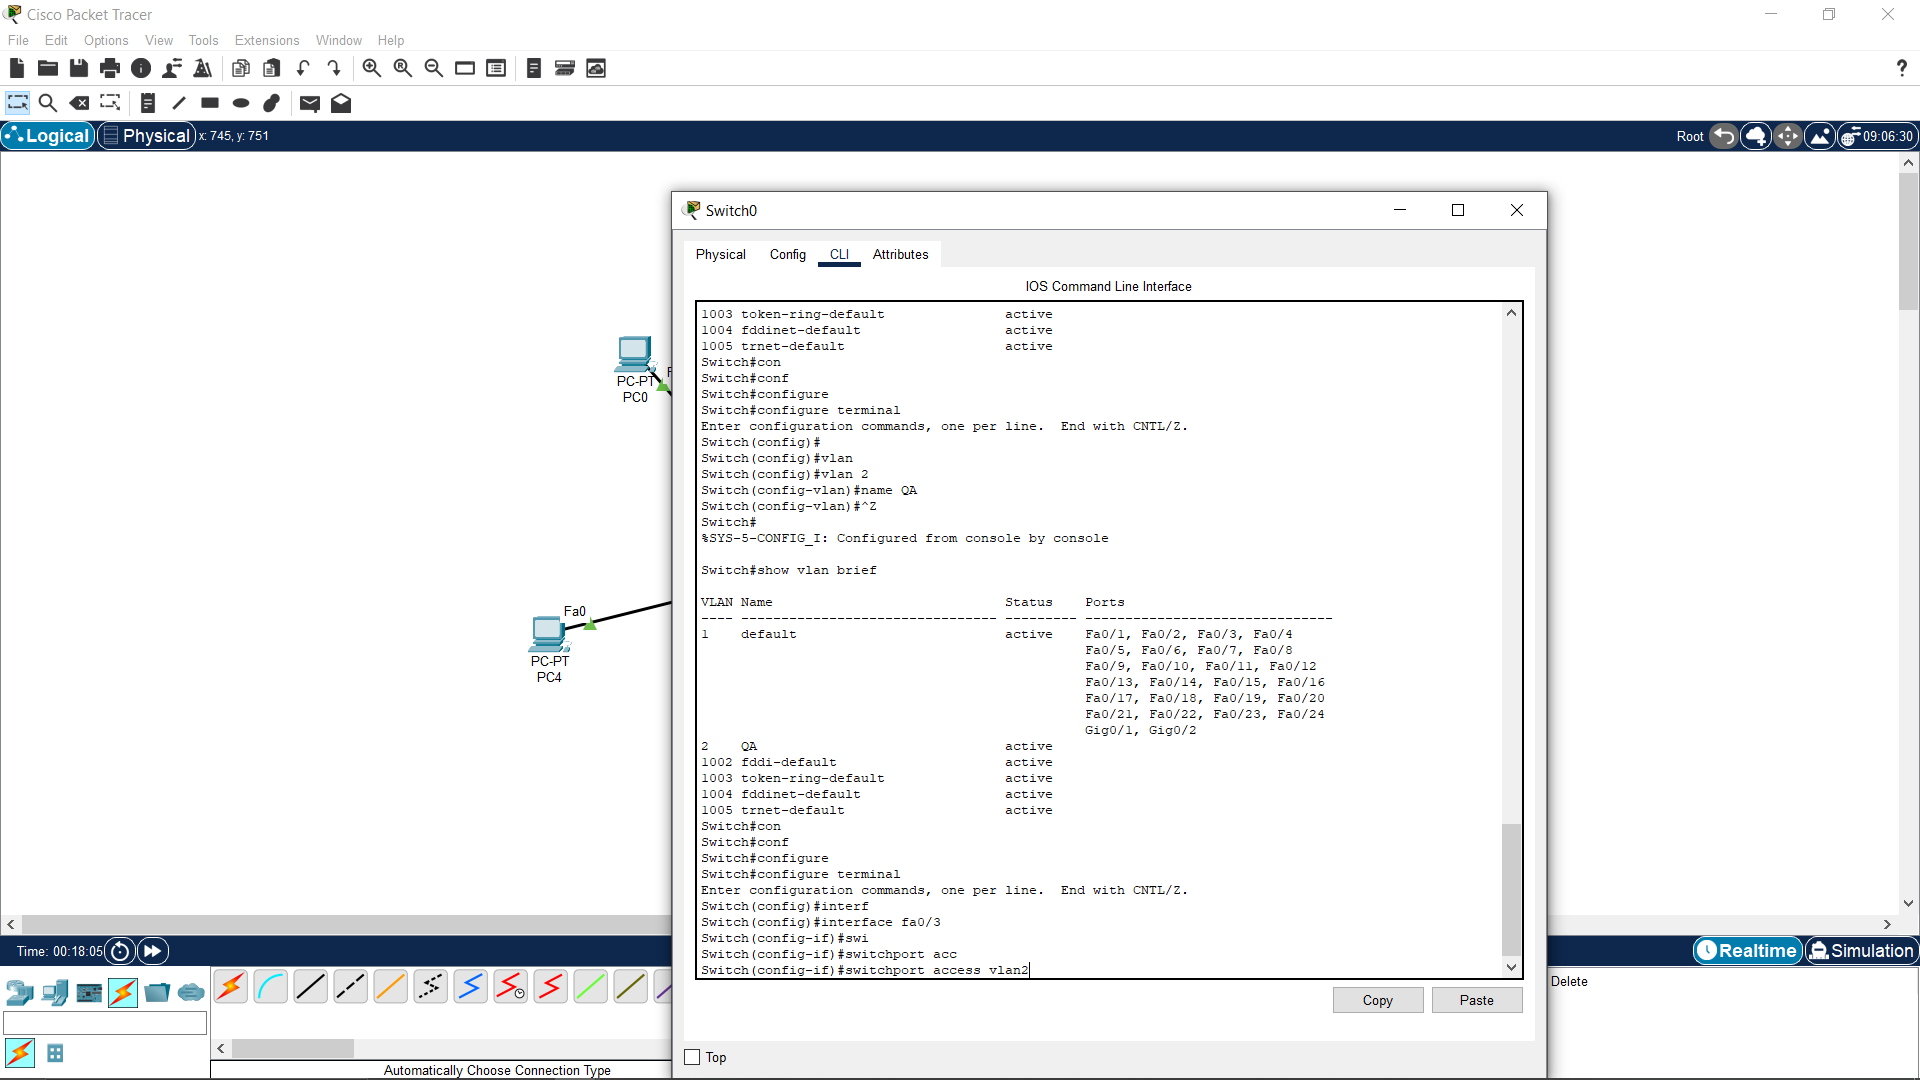 Cisco Packet Tracer
File Edit Options View Tools Extensions Window Help
?
Logical Physical x: 745, y: 751
Root 09:06:30
PC-PT
PC0
F
Fa0
PC-PT
PC4
Switch0
Physical Config CLI Attributes
IOS Command Line Interface
1003 token-ring-default active
1004 fddinet-default active
1005 trnet-default active
Switch#con
Switch#conf
Switch#configure
Switch#configure terminal
Enter configuration commands, one per line. End with CNTL/Z.
Switch(config)#
Switch(config)#vlan
Switch(config)#vlan 2
Switch(config-vlan)#name QA
Switch(config-vlan)#^Z
Switch#
%SYS-5-CONFIG_I: Configured from console by console
Switch#show vlan brief
VLAN Name Status Ports
---- -------------------------------- --------- -------------------------------
1 default active Fa0/1, Fa0/2, Fa0/3, Fa0/4
Fa0/5, Fa0/6, Fa0/7, Fa0/8
Fa0/9, Fa0/10, Fa0/11, Fa0/12
Fa0/13, Fa0/14, Fa0/15, Fa0/16
Fa0/17, Fa0/18, Fa0/19, Fa0/20
Fa0/21, Fa0/22, Fa0/23, Fa0/24
Gig0/1, Gig0/2
2 QA active
1002 fddi-default active
1003 token-ring-default active
1004 fddinet-default active
1005 trnet-default active
Switch#con
Switch#conf
Switch#configure
Switch#configure terminal
Enter configuration commands, one per line. End with CNTL/Z.
Switch(config)#interf
Switch(config)#interface fa0/3
Switch(config-if)#swi
Switch(config-if)#switchport acc
Switch(config-if)#switchport access vlan2
Copy Paste
Top
Time: 00:18:05
Realtime Simulation
Delete
Automatically Choose Connection Type